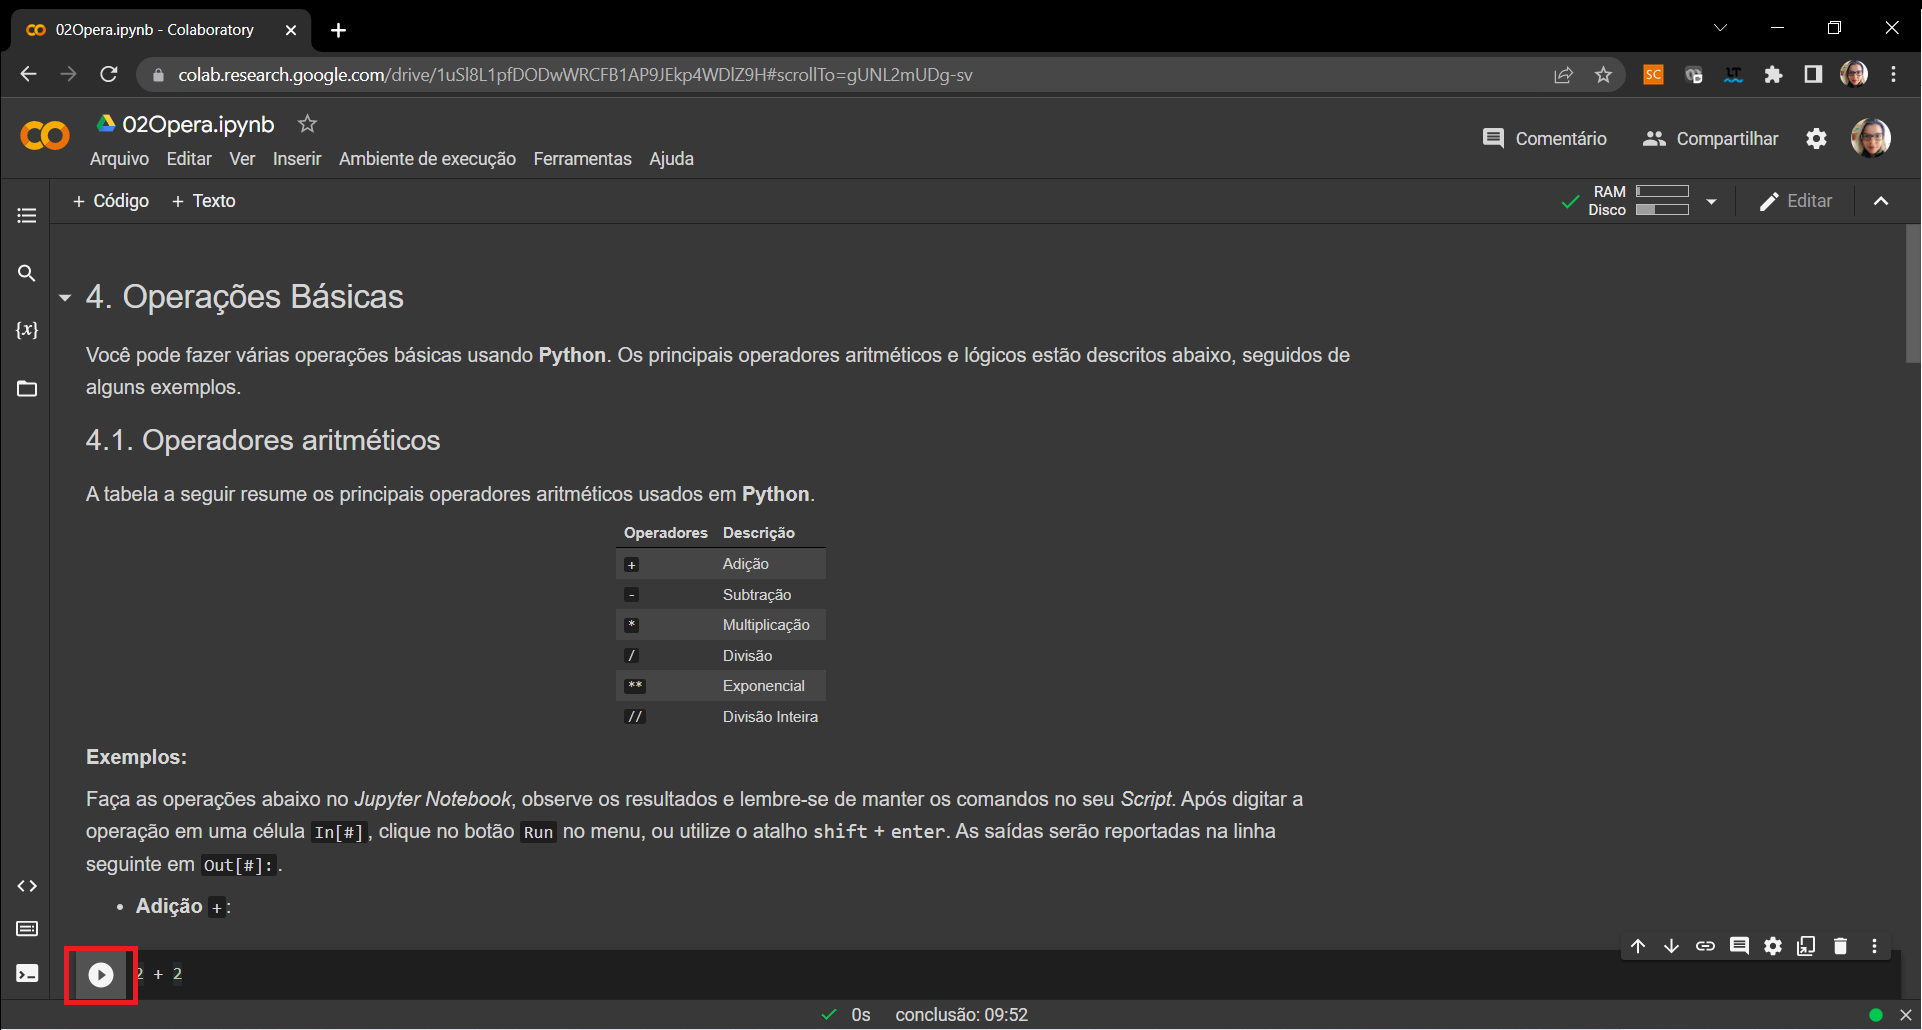 02Opera.ipynb - Colaboratory
colab.research.google.com/drive/1uSl8L1pfDODwWRCFB1AP9JEkp4WDlZ9H#scrollTo=gUNL2mUDg-sv
SC
LT
CO 02Opera.ipynb
Comentário Compartilhar
Arquivo Editar Ver Inserir Ambiente de execução Ferramentas Ajuda
+ Código + Texto
RAM
Disco
Editar
{x}
4. Operações Básicas
Você pode fazer várias operações básicas usando Python. Os principais operadores aritméticos e lógicos estão descritos abaixo, seguidos de
alguns exemplos.
4.1. Operadores aritméticos
A tabela a seguir resume os principais operadores aritméticos usados em Python.
Operadores Descrição
+ Adição
- Subtração
* Multiplicação
/ Divisão
** Exponencial
// Divisão Inteira
Exemplos:
Faça as operações abaixo no Jupyter Notebook, observe os resultados e lembre-se de manter os comandos no seu Script. Após digitar a
operação em uma célula In[#], clique no botão Run no menu, ou utilize o atalho shift + enter. As saídas serão reportadas na linha
seguinte em Out[#]:.
• Adição +:
2 + 2
0s conclusão: 09:52